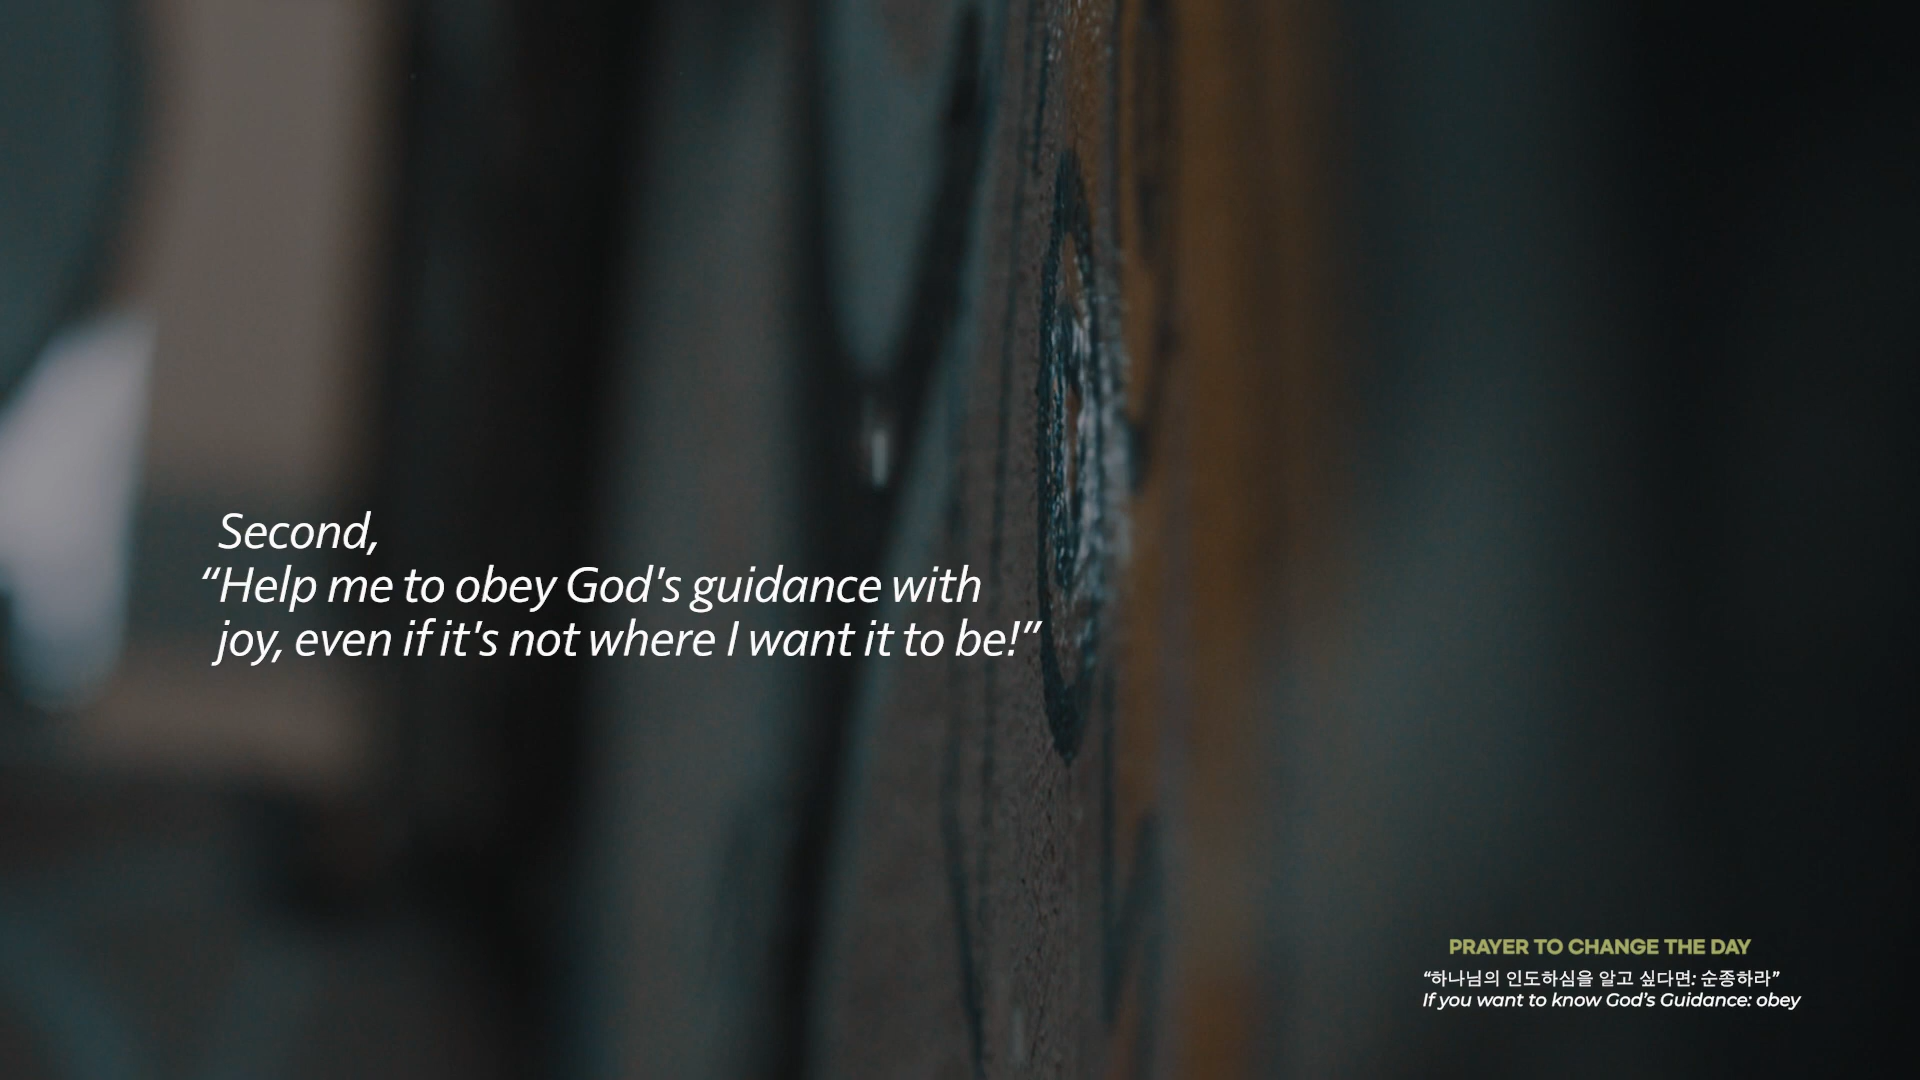 Second,
“Help me to obey God's guidance with
joy, even if it's not where I want it to be!”
PRAYER TO CHANGE THE DAY
“하나님의 인도하심을 알고 싶다면: 순종하라”
If you want to know God’s Guidance: obey